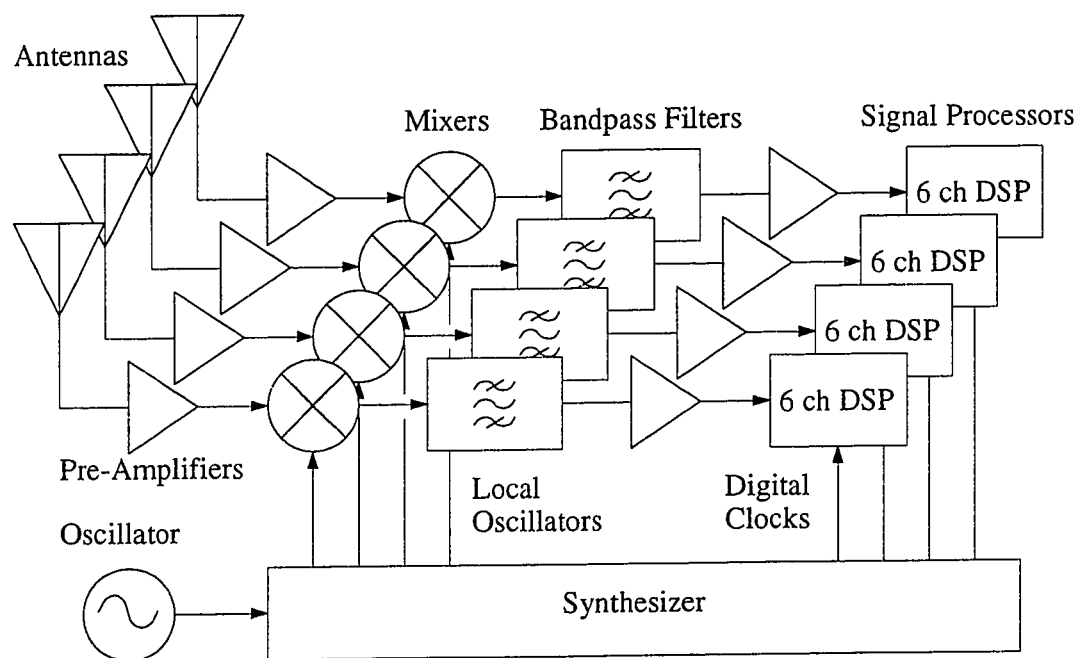 Antennas
Mixers
Bandpass Filters
Signal Processors
6 ch DSP
6 ch DSP
6 ch DSP
6 ch DSP
Pre-Amplifiers
Local
Oscillators
Digital
Clocks
Oscillator
Synthesizer